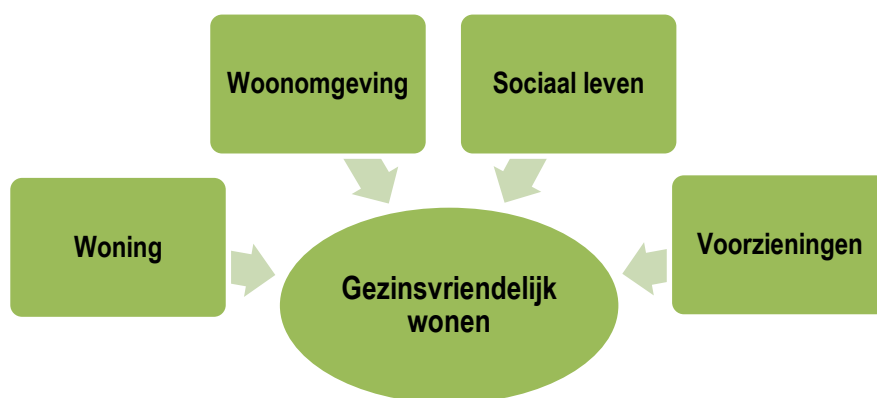 Woonomgeving
Sociaal leven
Woning
Voorzieningen
Gezinsvriendelijk
wonen